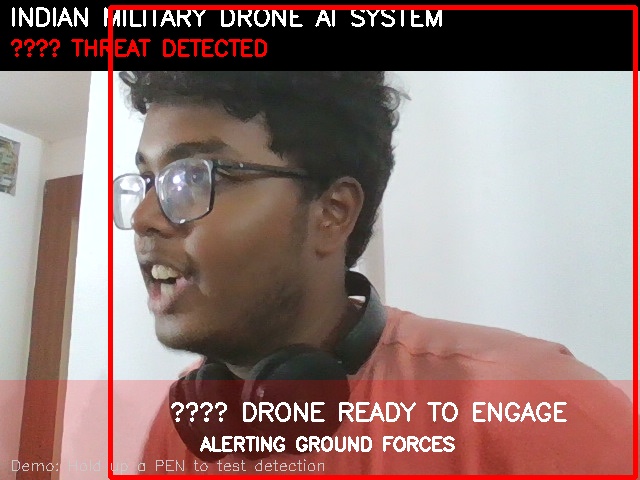 INDIAN MILITARY DRONE AI SYSTEM
???? THREAT DETECTED
???? DRONE READY TO ENGAGE
ALERTING GROUND FORCES
Demo: Hold up a PEN to test detection